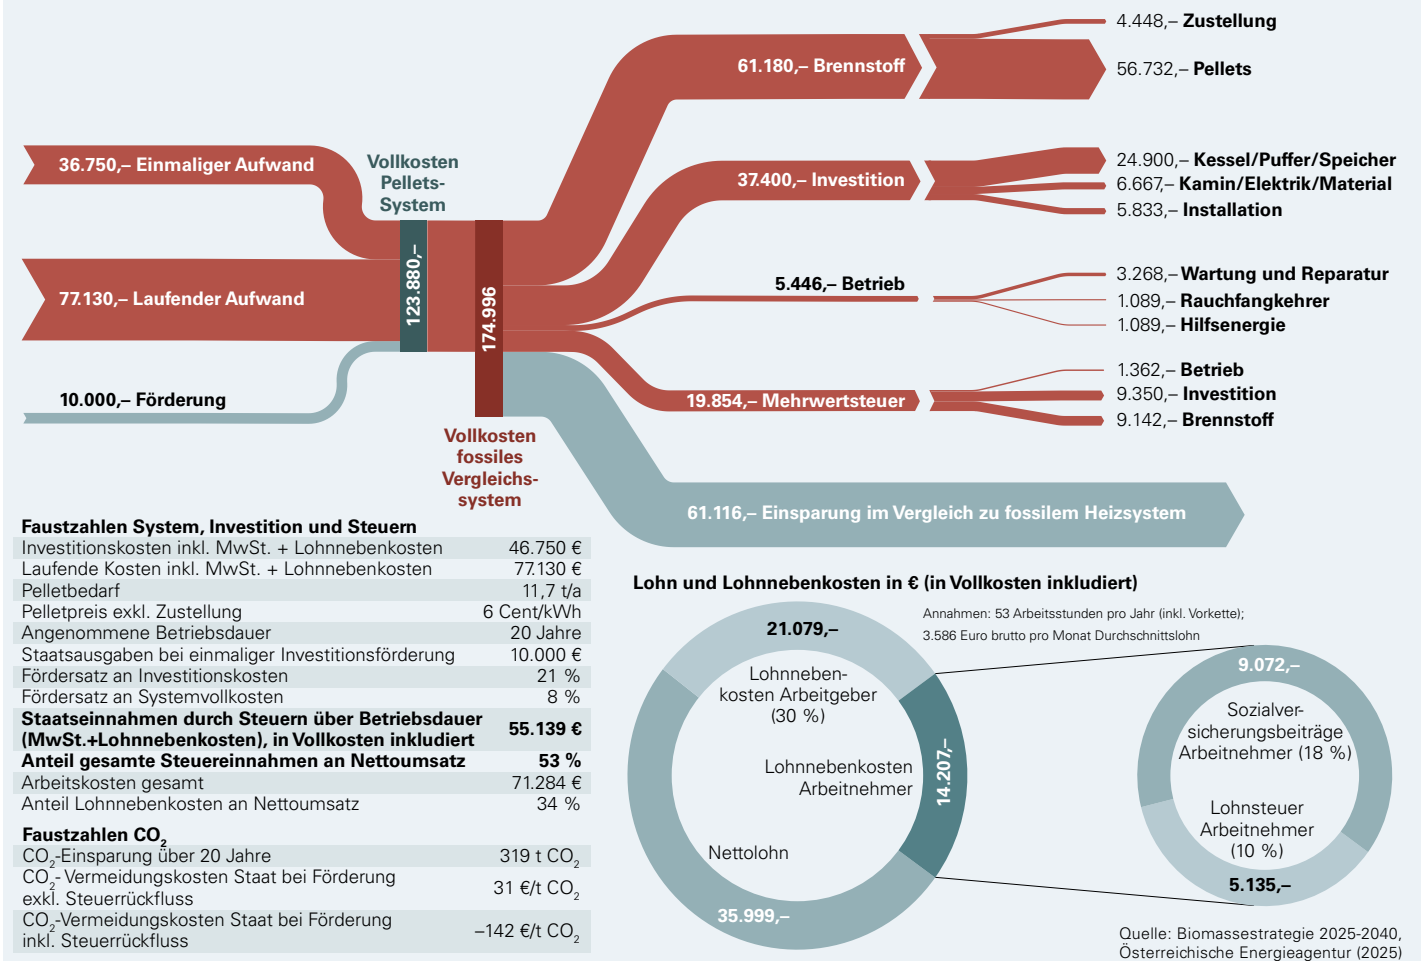 4.448,– Zustellung
61.180,– Brennstoff
56.732,– Pellets
36.750,– Einmaliger Aufwand
Vollkosten
Pellets-
System
37.400,– Investition
24.900,– Kessel/Puffer/Speicher
6.667,– Kamin/Elektrik/Material
5.833,– Installation
77.130,– Laufender Aufwand
123.880,–
174.996
5.446,– Betrieb
3.268,– Wartung und Reparatur
1.089,– Rauchfangkehrer
1.089,– Hilfsenergie
10.000,– Förderung
19.854,– Mehrwertsteuer
1.362,– Betrieb
9.350,– Investition
9.142,– Brennstoff
Vollkosten
fossiles
Vergleichs-
system
61.116,– Einsparung im Vergleich zu fossilem Heizsystem
Faustzahlen System, Investition und Steuern
Investitionskosten inkl. MwSt. + Lohnnebenkosten 46.750 €
Laufende Kosten inkl. MwSt. + Lohnnebenkosten 77.130 €
Pelletbedarf 11,7 t/a
Pelletpreis exkl. Zustellung 6 Cent/kWh
Angenommene Betriebsdauer 20 Jahre
Staatsausgaben bei einmaliger Investitionsförderung 10.000 €
Fördersatz an Investitionskosten 21 %
Fördersatz an Systemvollkosten 8 %
Staatseinnahmen durch Steuern über Betriebsdauer
(MwSt.+Lohnnebenkosten), in Vollkosten inkludiert 55.139 €
Anteil gesamte Steuereinnahmen an Nettoumsatz 53 %
Arbeitskosten gesamt 71.284 €
Anteil Lohnnebenkosten an Nettoumsatz 34 %
Faustzahlen CO2
CO2-Einsparung über 20 Jahre 319 t CO2
CO2- Vermeidungskosten Staat bei Förderung
exkl. Steuerrückfluss 31 €/t CO2
CO2-Vermeidungskosten Staat bei Förderung
inkl. Steuerrückfluss –142 €/t CO2
Lohn und Lohnnebenkosten in € (in Vollkosten inkludiert)
Annahmen: 53 Arbeitsstunden pro Jahr (inkl. Vorkette);
3.586 Euro brutto pro Monat Durchschnittslohn
21.079,–
Lohnneben-
kosten Arbeitgeber
(30 %)
Lohnnebenkosten
Arbeitnehmer
14.207,–
Nettolohn
35.999,–
9.072,–
Sozialver-
sicherungsbeiträge
Arbeitnehmer (18 %)
Lohnsteuer
Arbeitnehmer
(10 %)
5.135,–
Quelle: Biomassestrategie 2025-2040,
Österreichische Energieagentur (2025)